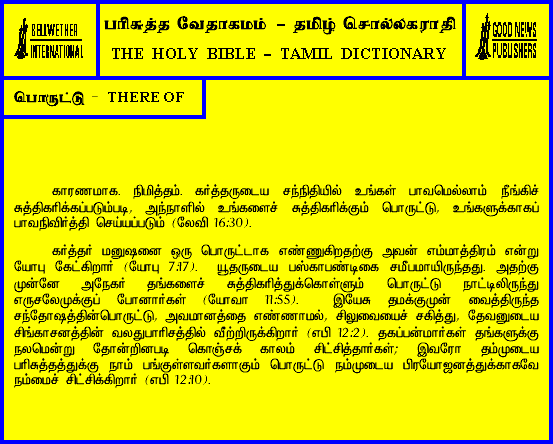 BELLWETHER
INTERNATIONAL
பரிசுத்த வேதாகமம் – தமிழ் சொல்லகராதி
THE HOLY BIBLE – TAMIL DICTIONARY
GOOD NEWS
PUBLISHERS
பொருட்டு – THERE OF
காரணமாக. நிமித்தம். கர்த்தருடைய சந்நிதியில் உங்கள் பாவமெல்லாம் நீங்கிச்
சுத்திகரிக்கப்படும்படி, அந்நாளில் உங்களைச் சுத்திகரிக்கும் பொருட்டு, உங்களுக்காகப்
பாவநிவிர்த்தி செய்யப்படும் (லேவி 16:30).
கர்த்தர் மனுஷனை ஒரு பொருட்டாக எண்ணுகிறதற்கு அவன் எம்மாத்திரம் என்று
யோபு கேட்கிறார் (யோபு 7:17). யூதருடைய பஸ்காபண்டிகை சமீபமாயிருந்தது. அதற்கு
முன்னே அநேகர் தங்களைச் சுத்திகரித்துக்கொள்ளும் பொருட்டு நாட்டிலிருந்து
எருசலேமுக்குப் போனார்கள் (யோவா 11:55). இயேசு தமக்குமுன் வைத்திருந்த
சந்தோஷத்தின்பொருட்டு, அவமானத்தை எண்ணாமல், சிலுவையைச் சகித்து, தேவனுடைய
சிங்காசனத்தின் வலதுபாரிசத்தில் வீற்றிருக்கிறார் (எபி 12:2). தகப்பன்மார்கள் தங்களுக்கு
நலமென்று தோன்றினபடி கொஞ்சக் காலம் சிட்சித்தார்கள்; இவரோ தம்முடைய
பரிசுத்தத்துக்கு நாம் பங்குள்ளவர்களாகும் பொருட்டு நம்முடைய பிரயோஜனத்துக்காகவே
நம்மைச் சிட்சிக்கிறார் (எபி 12:10).